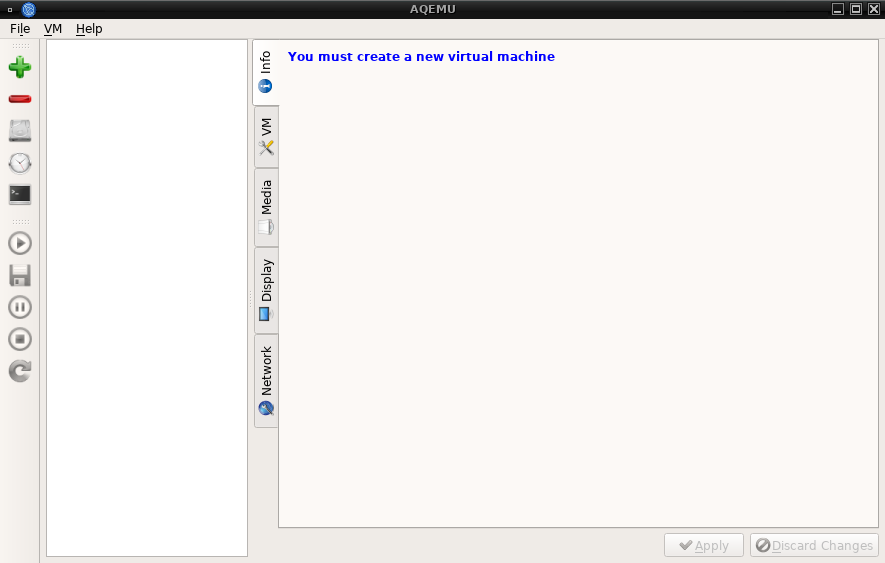 AQEMU
File VM Help
You must create a new virtual machine
Info
VM
Media
Display
Network
Apply
Discard Changes